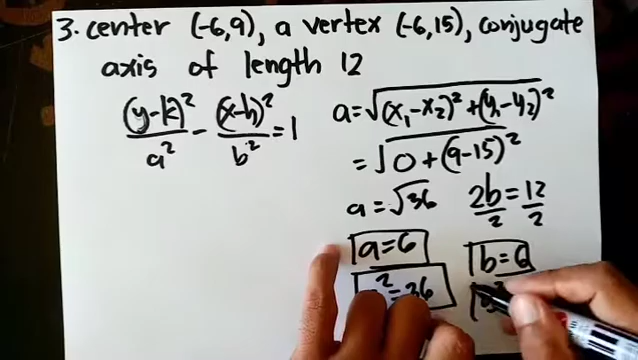 3. center (-6,9), a vertex (-6,15), conjugate
axis of length 12
(y-k)²/a² - (x-h)²/b² = 1
a = √(x₁-x₂)² + (y₁-y₂)²
= √0 + (9-15)²
a = √36
a = 6
a² = 36
2b/2 = 12/2
b = 6